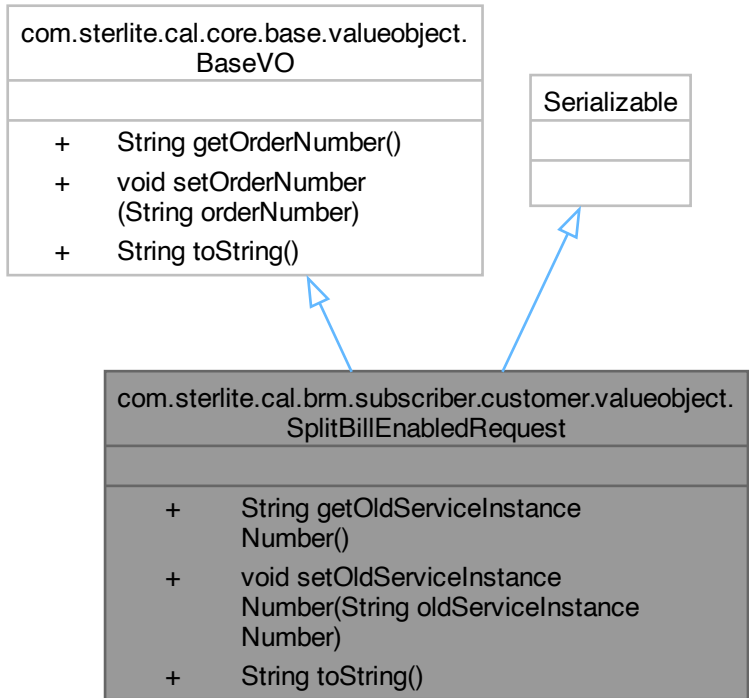 com.sterlite.cal.core.base.valueobject.
BaseVO
+ String getOrderNumber()
+ void setOrderNumber
(String orderNumber)
+ String toString()
Serializable
com.sterlite.cal.brm.subscriber.customer.valueobject.
SplitBillEnabledRequest
+ String getOldServiceInstance
Number()
+ void setOldServiceInstance
Number(String oldServiceInstance
Number)
+ String toString()